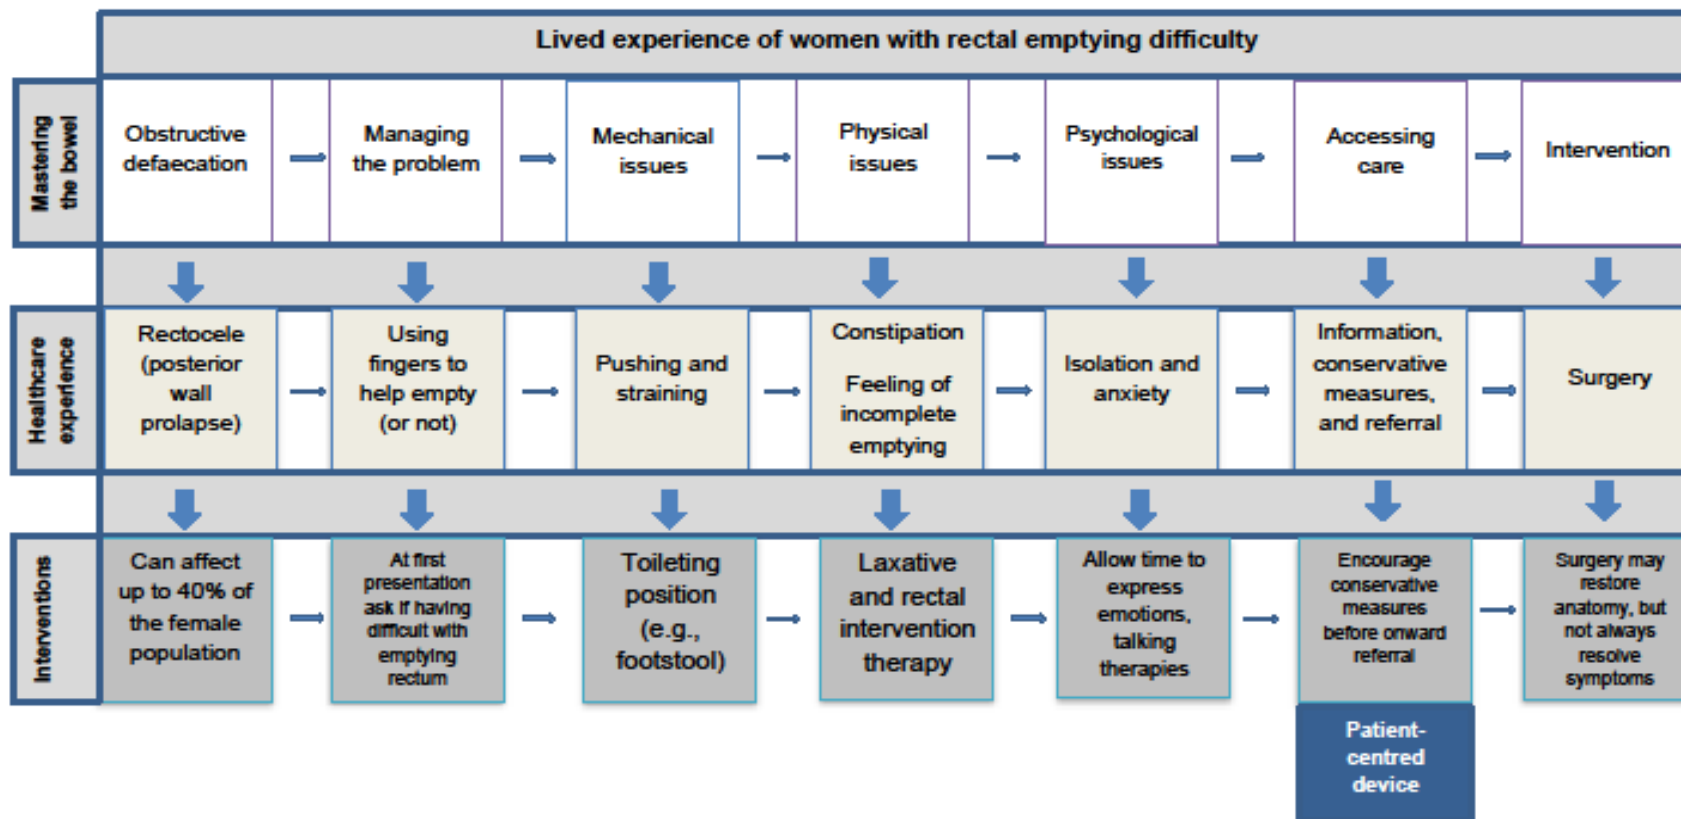 Lived experience of women with rectal emptying difficulty
Mastering
the bowel
Obstructive
defaecation
Managing
the problem
Mechanical
issues
Physical
issues
Psychological
issues
Accessing
care
Intervention
Healthcare
experience
Rectocele
(posterior
wall
prolapse)
Using
fingers to
help empty
(or not)
Pushing and
straining
Constipation
Feeling of
incomplete
emptying
Isolation and
anxiety
Information,
conservative
measures,
and referral
Surgery
Interventions
Can affect
up to 40% of
the female
population
At first
presentation
ask if having
difficult with
emptying
rectum
Toileting
position
(e.g.,
footstool)
Laxative
and rectal
intervention
therapy
Allow time to
express
emotions,
talking
therapies
Encourage
conservative
measures
before onward
referral
Surgery may
restore
anatomy, but
not always
resolve
symptoms
Patient-
centred
device